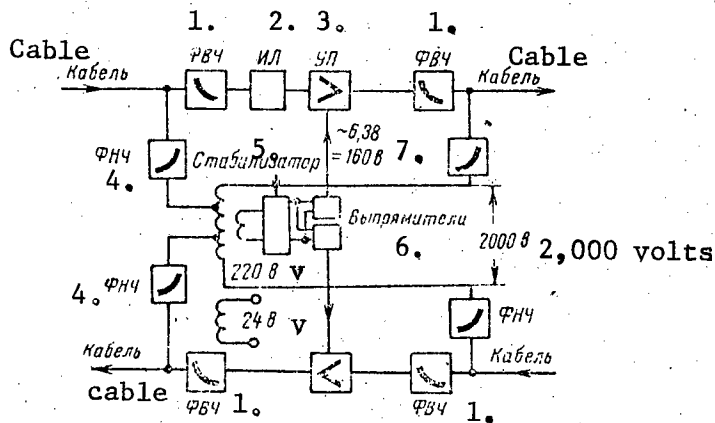 1. 2. 3. 1.
Cable ФВЧ ИЛ УП ФВЧ Cable
Кабель Кабель
5. ~6,38 7.
ФНЧ Стабилизатор =160 В
4.
Выпрямители
6. 2000 В 2,000 volts
4. ФНЧ 220 В v
24 В v ФНЧ
Кабель Кабель
cable
ФВЧ 1. ФВЧ 1.